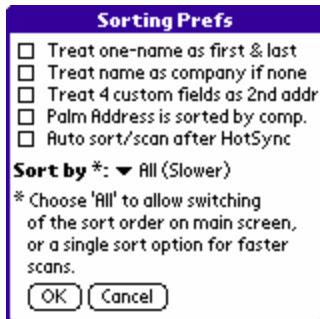 Sorting Prefs
Treat one-name as first & last
Treat name as company if none
Treat 4 custom fields as 2nd addr
Palm Address is sorted by comp.
Auto sort/scan after HotSync
Sort by *: All (Slower)
* Choose 'All' to allow switching
of the sort order on main screen,
or a single sort option for faster
scans.
OK Cancel